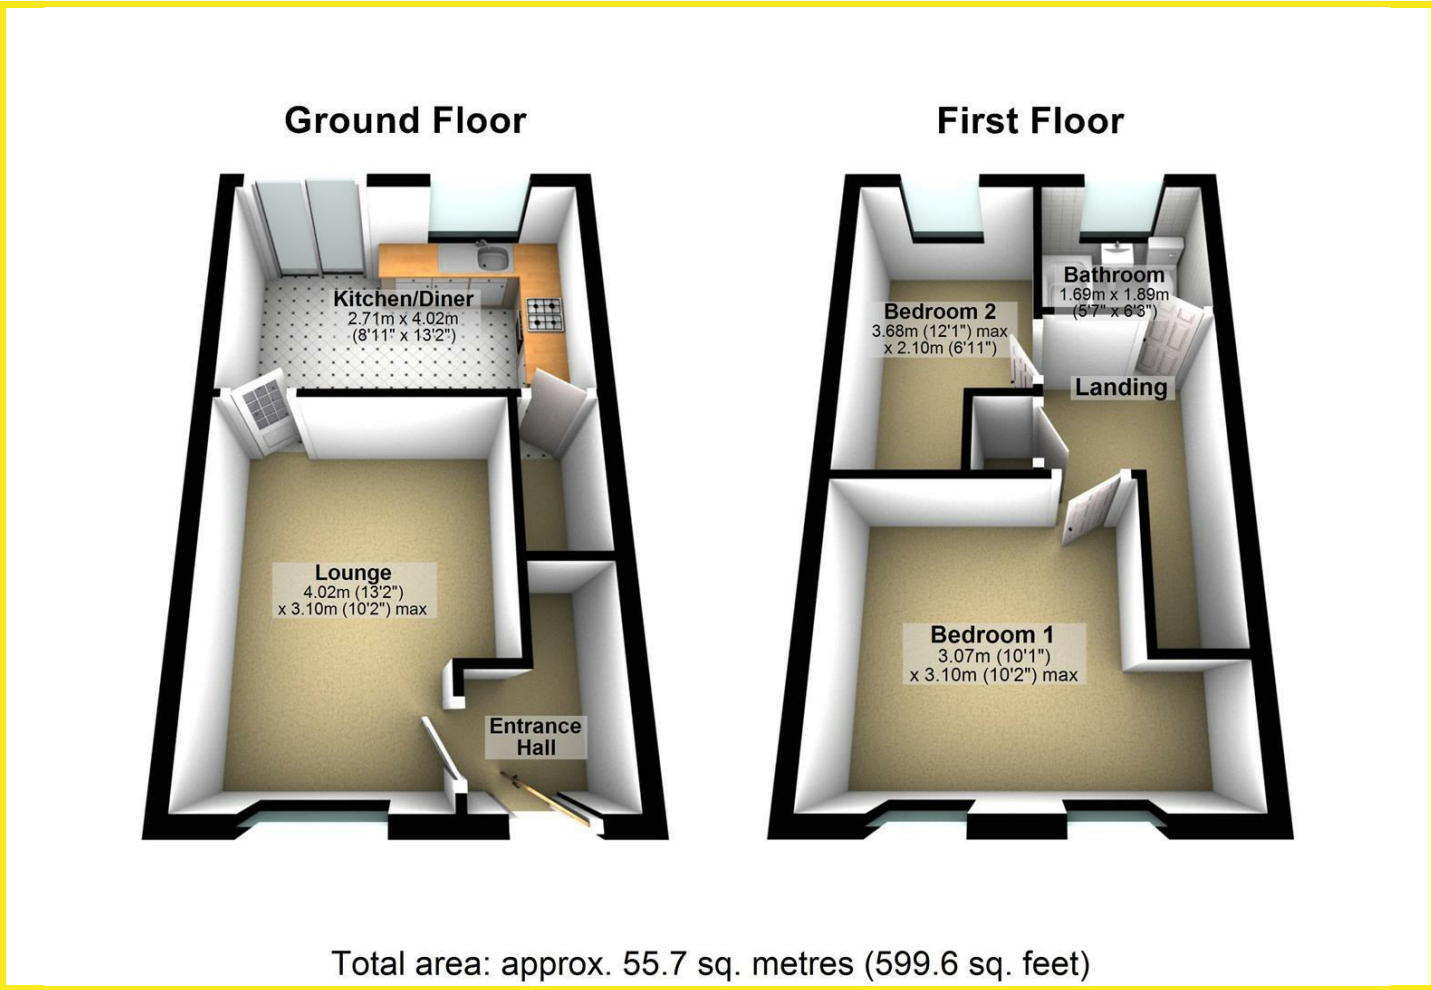 Ground Floor
First Floor
Kitchen/Diner
2.71m x 4.02m
(8'11" x 13'2")
Lounge
4.02m (13'2")
x 3.10m (10'2") max
Entrance
Hall
Bathroom
1.69m x 1.89m
(5'7" x 6'3")
Bedroom 2
3.68m (12'1") max
x 2.10m (6'11")
Landing
Bedroom 1
3.07m (10'1")
x 3.10m (10'2") max
Total area: approx. 55.7 sq. metres (599.6 sq. feet)